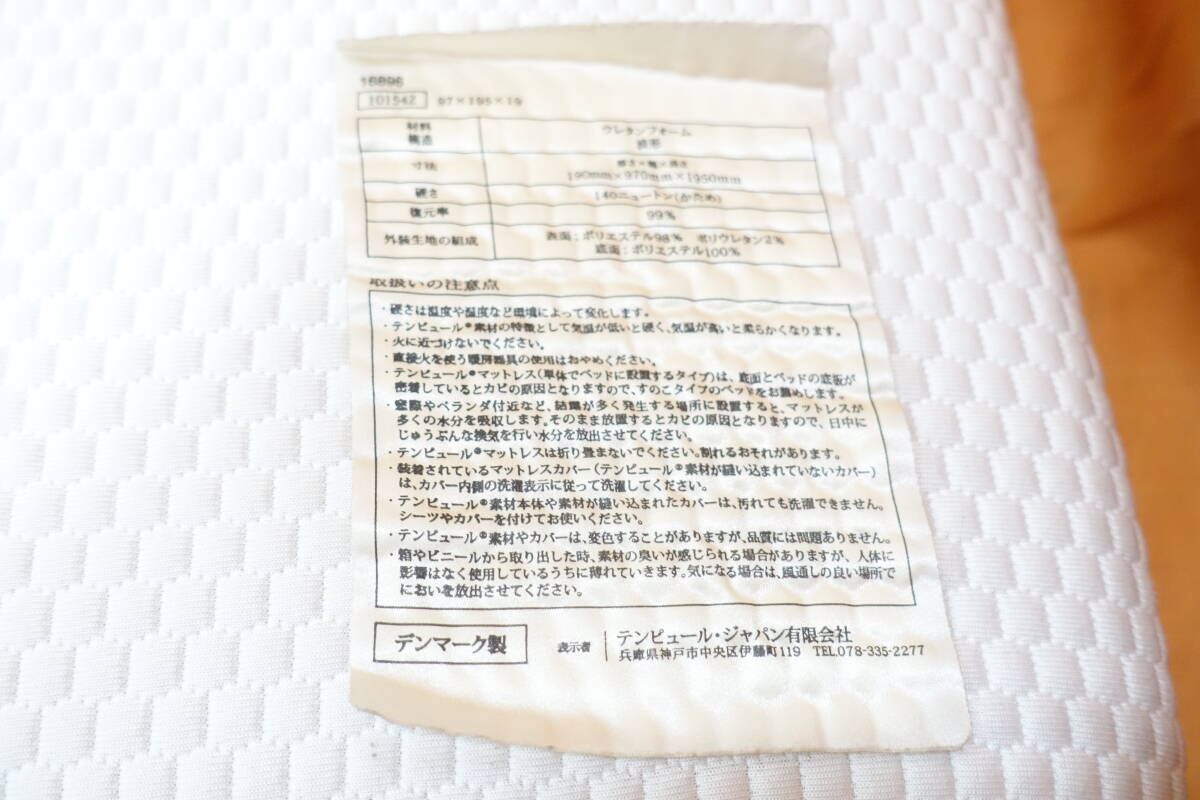 16896
101542 97×195×19
材料 ウレタンフォーム
構造
寸法 厚さ×幅×長さ
190mm×970mm×1950mm
硬さ 140ニュートン(かため)
復元率 99%
外装生地の組成 表面:ポリエステル98% ポリウレタン2%
底面:ポリエステル100%
取扱いの注意点
・硬さは温度や湿度など環境によって変化します。
・テンピュール®素材の特徴として気温が低いと硬く、気温が高いと柔らかくなります。
・火に近づけないでください。
・直接火を使う暖房器具の使用はおやめください。
・テンピュール®マットレス(単体でベッドに設置するタイプ)は、底面とベッドの底板が
密着しているとカビの原因となりますので、すのこタイプのベッドをお薦めします。
・窓際やベランダ付近など、結露が多く発生する場所に設置すると、マットレスが
多くの水分を吸収します。そのまま放置するとカビの原因となりますので、日中に
じゅうぶんな換気を行い水分を放出させてください。
・テンピュール®マットレスは折り畳まないでください。割れるおそれがあります。
・装着されているマットレスカバー(テンピュール®素材が縫い込まれていないカバー)
は、カバー内側の洗濯表示に従って洗濯してください。
・テンピュール®素材本体や素材が縫い込まれたカバーは、汚れても洗濯できません。
シーツやカバーを付けてお使いください。
・テンピュール®素材やカバーは、変色することがありますが、品質には問題ありません。
・箱やビニールから取り出した時、素材の臭いが感じられる場合がありますが、人体に
影響はなく使用しているうちに薄れていきます。気になる場合は、風通しの良い場所で
においを放出させてください。
デンマーク製
表示者 テンピュール・ジャパン有限会社
兵庫県神戸市中央区伊藤町119 TEL.078-335-2277